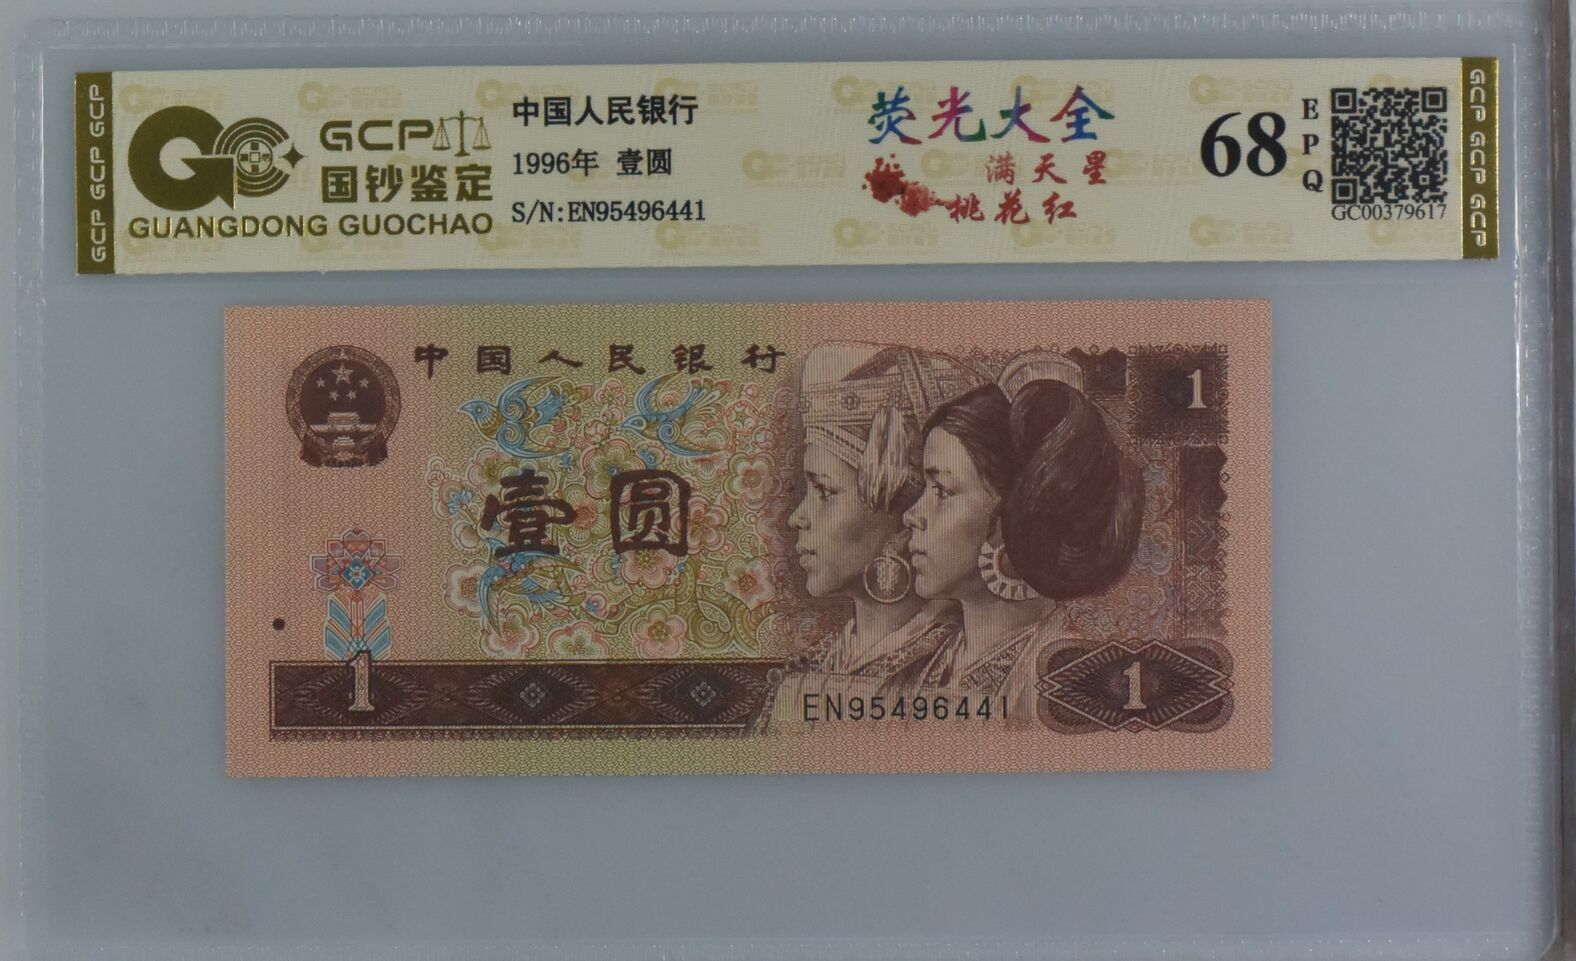 GCP GCP GCP
GCP
国钞鉴定
GUANGDONG GUOCHAO
中国人民银行
1996年 壹圆
S/N:EN95496441
荧光大全
满天星
桃花红
68
EPQ
GC00379617
GCP GCP GCP
中国人民银行
1
壹圆
1
EN95496441
1